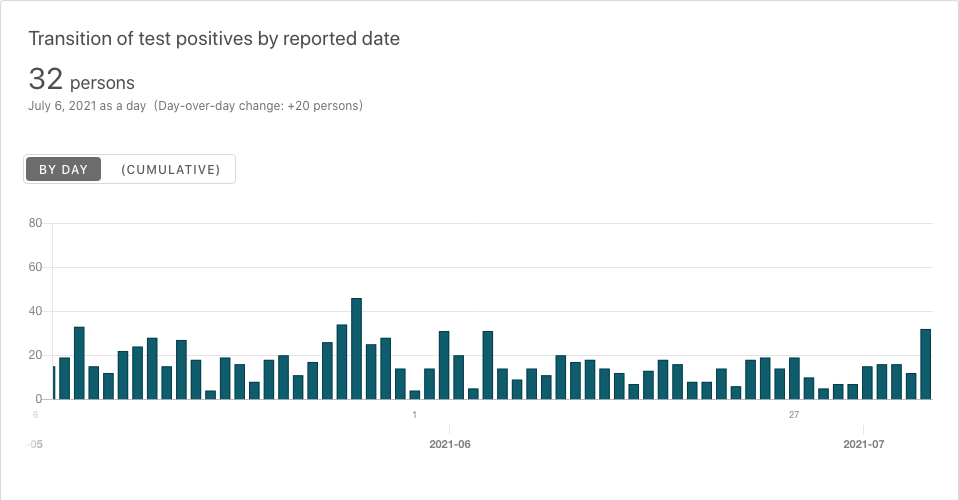 Transition of test positives by reported date
32 persons
July 6, 2021 as a day (Day-over-day change: +20 persons)
BY DAY (CUMULATIVE)
80
60
40
20
0
6 1 27
-05 2021-06 2021-07